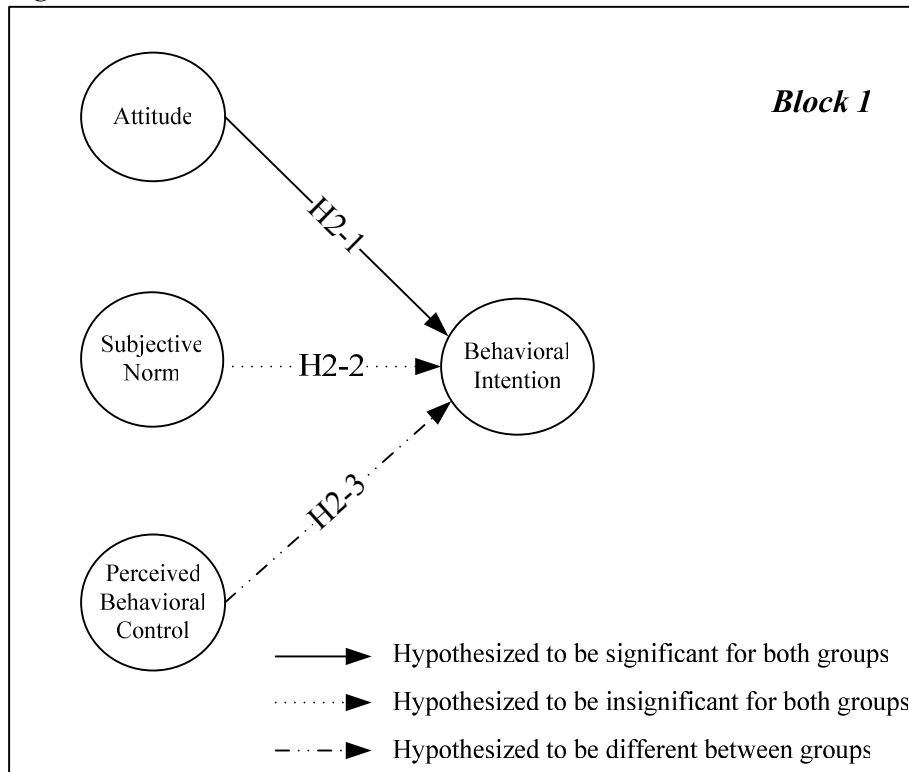 Block 1
Attitude
H2-1
Subjective
Norm
H2-2
Behavioral
Intention
H2-3
Perceived
Behavioral
Control
Hypothesized to be significant for both groups
Hypothesized to be insignificant for both groups
Hypothesized to be different between groups